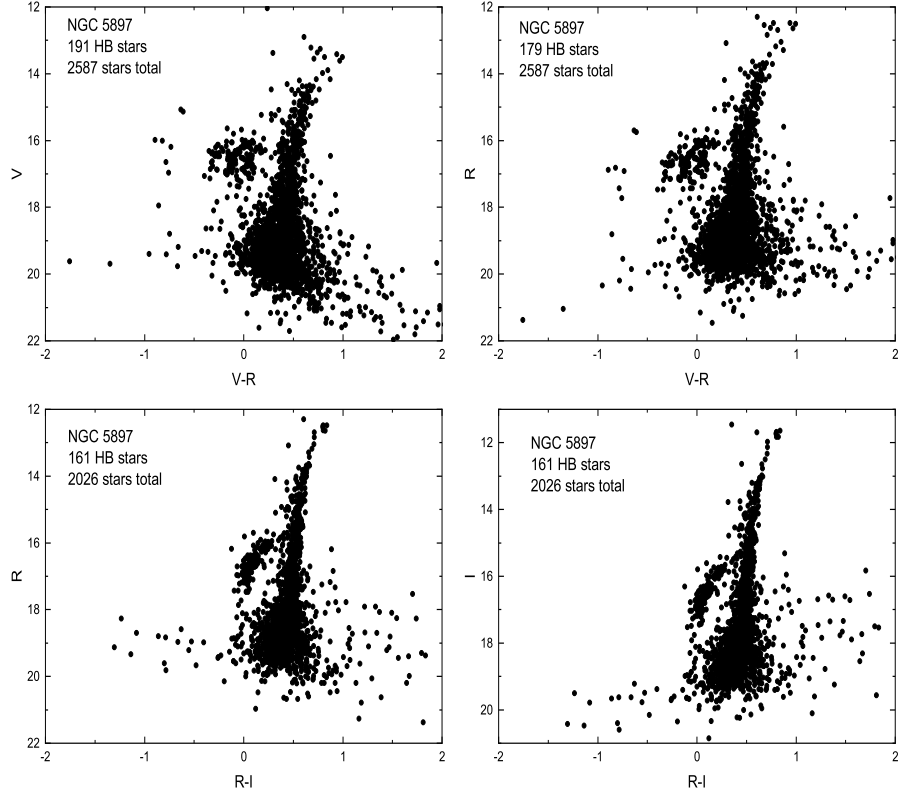 NGC 5897
191 HB stars
2587 stars total
12
14
16
18
20
22
V
-2
-1
0
1
2
V-R
NGC 5897
179 HB stars
2587 stars total
12
14
16
18
20
22
R
-2
-1
0
1
2
V-R
NGC 5897
161 HB stars
2026 stars total
12
14
16
18
20
22
R
-2
-1
0
1
2
R-I
NGC 5897
161 HB stars
2026 stars total
12
14
16
18
20
I
-2
-1
0
1
2
R-I